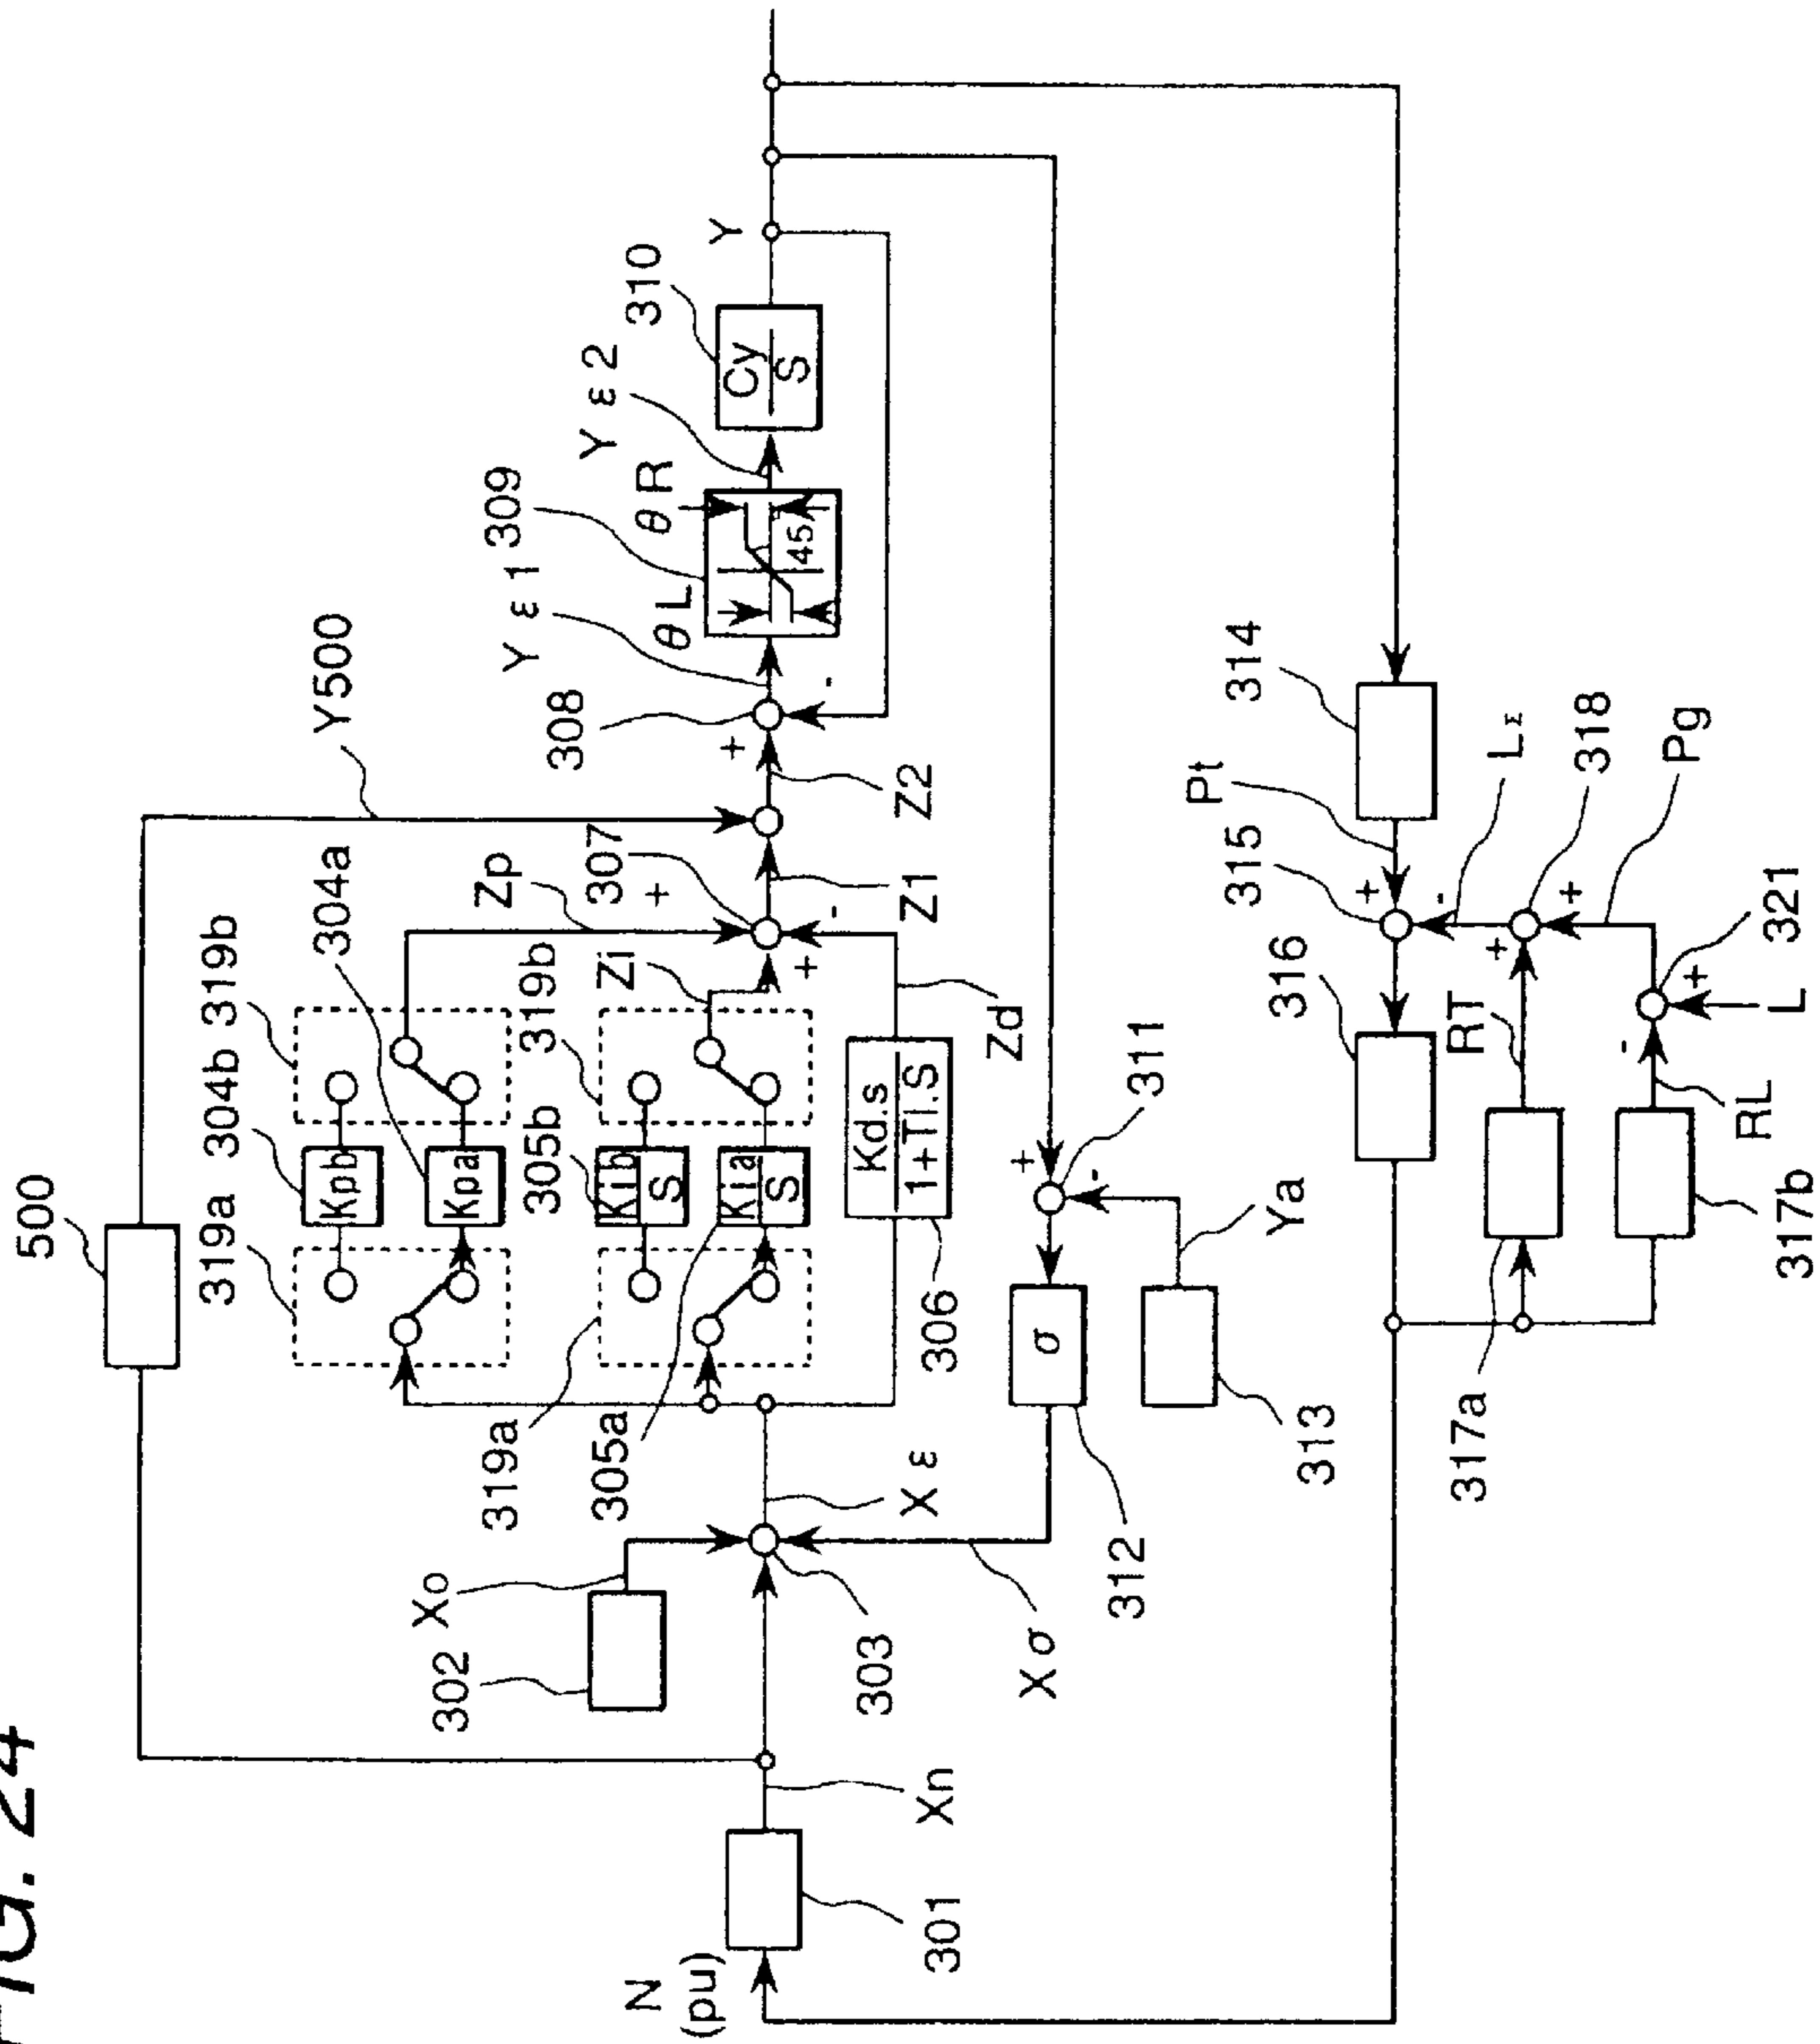 FIG. 24
500
Y500
319a
304b
319b
304a
Kpb
Kpa
Zp
307
+
319a
305b
319b
Zi
305a
Kib
S
Kia
S
+
-
Z1
Z2
Kd.s
1+Tl.S
306
Zd
302
Xo
303
Xε
Xσ
N
(pu)
301
Xn
308
+
-
Yε1
309
θL
θR
45
Yε2
310
Cy
S
Y
311
+
-
σ
312
313
Ya
314
Pt
315
+
-
Lε
316
318
+
+
Pg
RT
317a
317b
RL
-
321
+
L